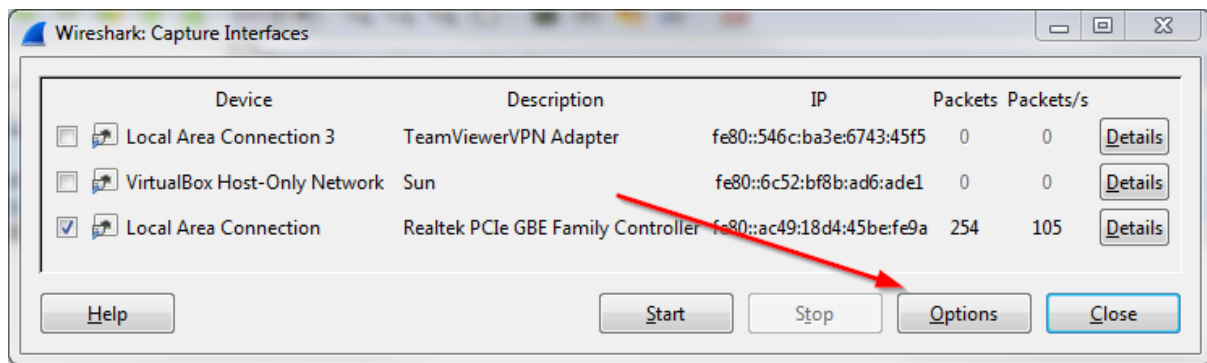 Wireshark: Capture Interfaces
Device Description IP Packets Packets/s
Local Area Connection 3 TeamViewerVPN Adapter fe80::546c:ba3e:6743:45f5 0 0 Details
VirtualBox Host-Only Network Sun fe80::6c52:bf8b:ad6:ade1 0 0 Details
Local Area Connection Realtek PCIe GBE Family Controller fe80::ac49:18d4:45be:fe9a 254 105 Details
Help Start Stop Options Close